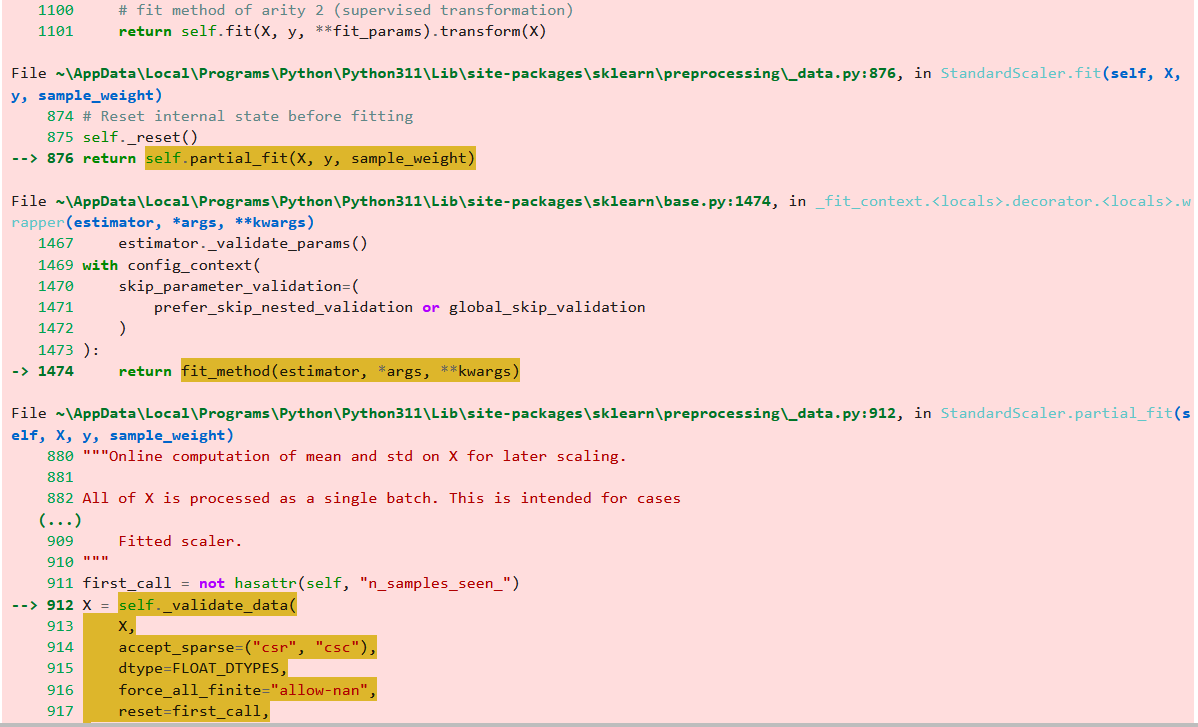 1100     # fit method of arity 2 (supervised transformation)
1101     return self.fit(X, y, **fit_params).transform(X)
File ~\AppData\Local\Programs\Python\Python311\Lib\site-packages\sklearn\preprocessing\_data.py:876, in StandardScaler.fit(self, X,
y, sample_weight)
874 # Reset internal state before fitting
875 self._reset()
--> 876 return self.partial_fit(X, y, sample_weight)
File ~\AppData\Local\Programs\Python\Python311\Lib\site-packages\sklearn\base.py:1474, in _fit_context.<locals>.decorator.<locals>.w
rapper(estimator, *args, **kwargs)
1467     estimator._validate_params()
1469 with config_context(
1470     skip_parameter_validation=(
1471         prefer_skip_nested_validation or global_skip_validation
1472     )
1473 ):
-> 1474     return fit_method(estimator, *args, **kwargs)
File ~\AppData\Local\Programs\Python\Python311\Lib\site-packages\sklearn\preprocessing\_data.py:912, in StandardScaler.partial_fit(s
elf, X, y, sample_weight)
880 """Online computation of mean and std on X for later scaling.
881
882 All of X is processed as a single batch. This is intended for cases
(...)
909     Fitted scaler.
910 """
911 first_call = not hasattr(self, "n_samples_seen_")
--> 912 X = self._validate_data(
913     X,
914     accept_sparse=("csr", "csc"),
915     dtype=FLOAT_DTYPES,
916     force_all_finite="allow-nan",
917     reset=first_call,